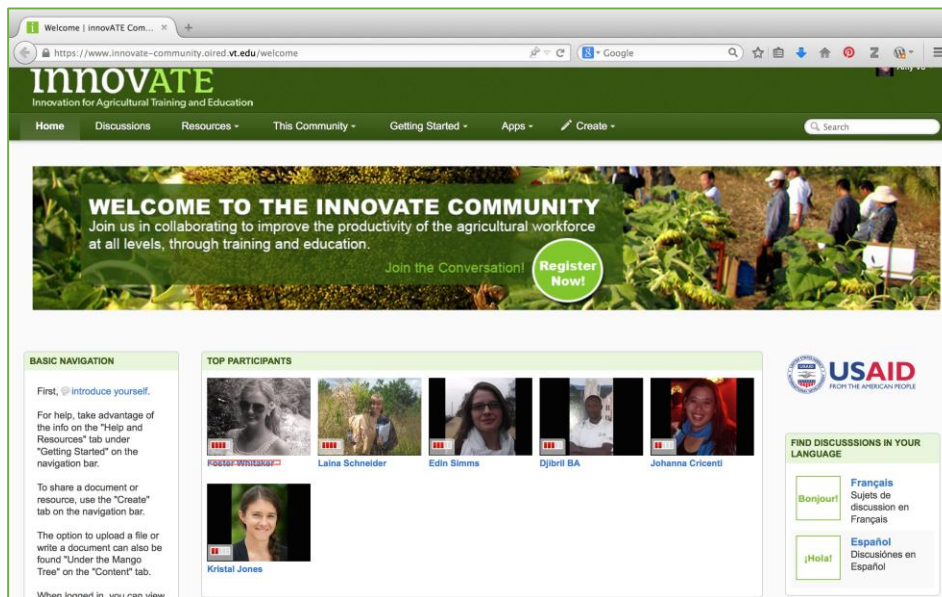 Welcome | innovATE Com... × +
https://www.innovate-community.oired.vt.edu/welcome
Google
innovATE
Innovation for Agricultural Training and Education
Home Discussions Resources This Community Getting Started Apps Create Search
WELCOME TO THE INNOVATE COMMUNITY
Join us in collaborating to improve the productivity of the agricultural workforce
at all levels, through training and education.
Join the Conversation!
Register
Now!
BASIC NAVIGATION
First, introduce yourself.
For help, take advantage of
the info on the "Help and
Resources" tab under
"Getting Started" on the
navigation bar.
To share a document or
resource, use the "Create"
tab on the navigation bar.
The option to upload a file or
write a document can also be
found "Under the Mango
Tree" on the "Content" tab.
When logged in, you can view
TOP PARTICIPANTS
Foster Whitaker
Laina Schneider
Edin Simms
Djibril BA
Johanna Cricenti
Kristal Jones
USAID
FROM THE AMERICAN PEOPLE
FIND DISCUSSSIONS IN YOUR
LANGUAGE
Bonjour!
Français
Sujets de
discussion en
Français
¡Hola!
Español
Discusiónes en
Español